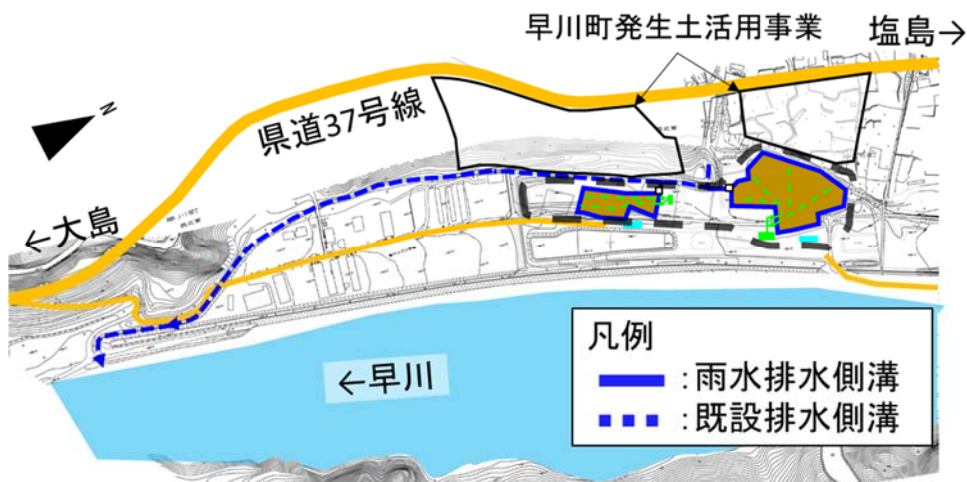 早川町発生土活用事業
塩島→
N
県道37号線
←大島
←早川
凡例
:雨水排水側溝
:既設排水側溝